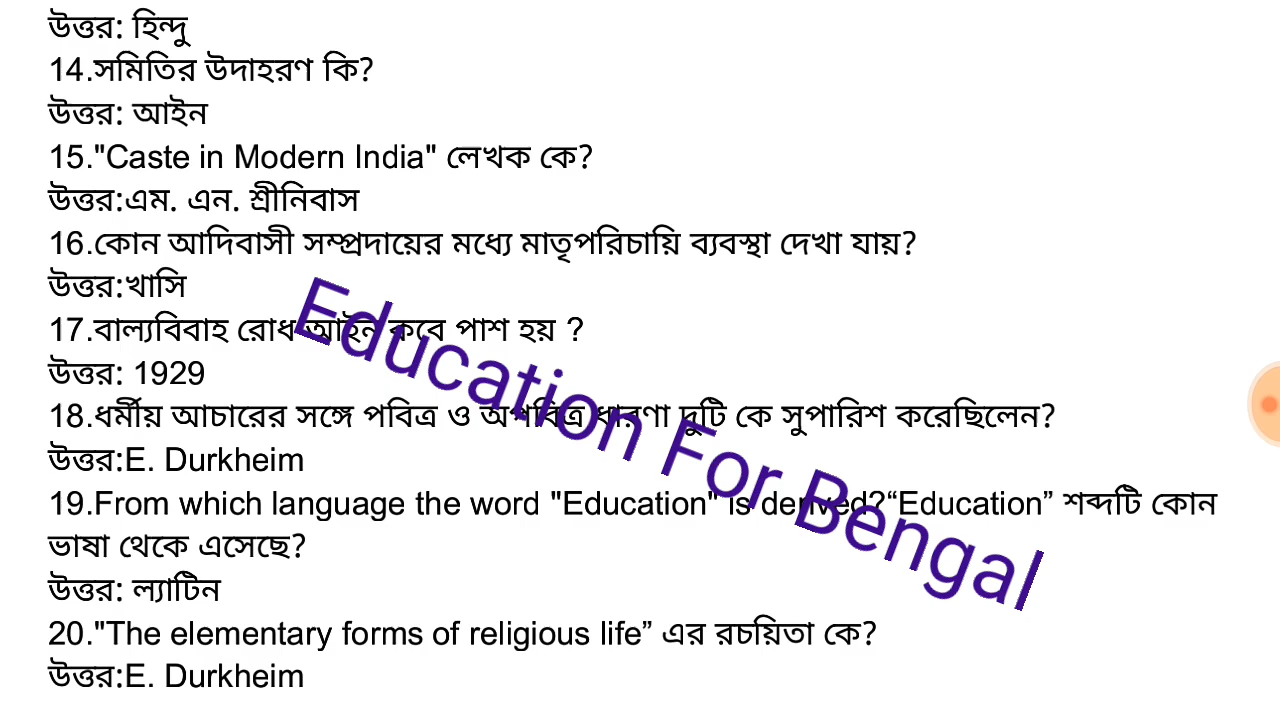 উত্তর: হিন্দু
14.সমিতির উদাহরণ কি?
উত্তর: আইন
15."Caste in Modern India" লেখক কে?
উত্তর:এম. এন. শ্রীনিবাস
16.কোন আদিবাসী সম্প্রদায়ের মধ্যে মাতৃপরিচায়ি ব্যবস্থা দেখা যায়?
উত্তর:খাসি
17.বাল্যবিবাহ রোধ আইন কবে পাশ হয় ?
উত্তর: 1929
18.ধর্মীয় আচারের সঙ্গে পবিত্র ও অপবিত্র ধারণা দুটি কে সুপারিশ করেছিলেন?
উত্তর:E. Durkheim
19.From which language the word "Education" is derived?“Education” শব্দটি কোন
ভাষা থেকে এসেছে?
উত্তর: ল্যাটিন
20."The elementary forms of religious life” এর রচয়িতা কে?
উত্তর:E. Durkheim
Education For Bengal